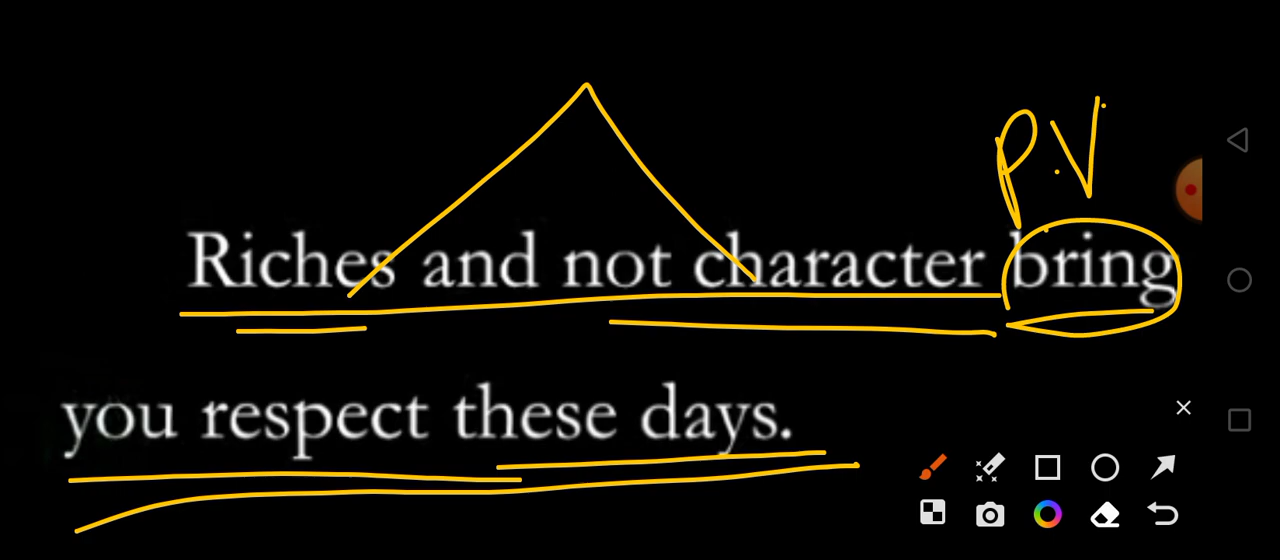 P.V.
Riches and not character bring
you respect these days.